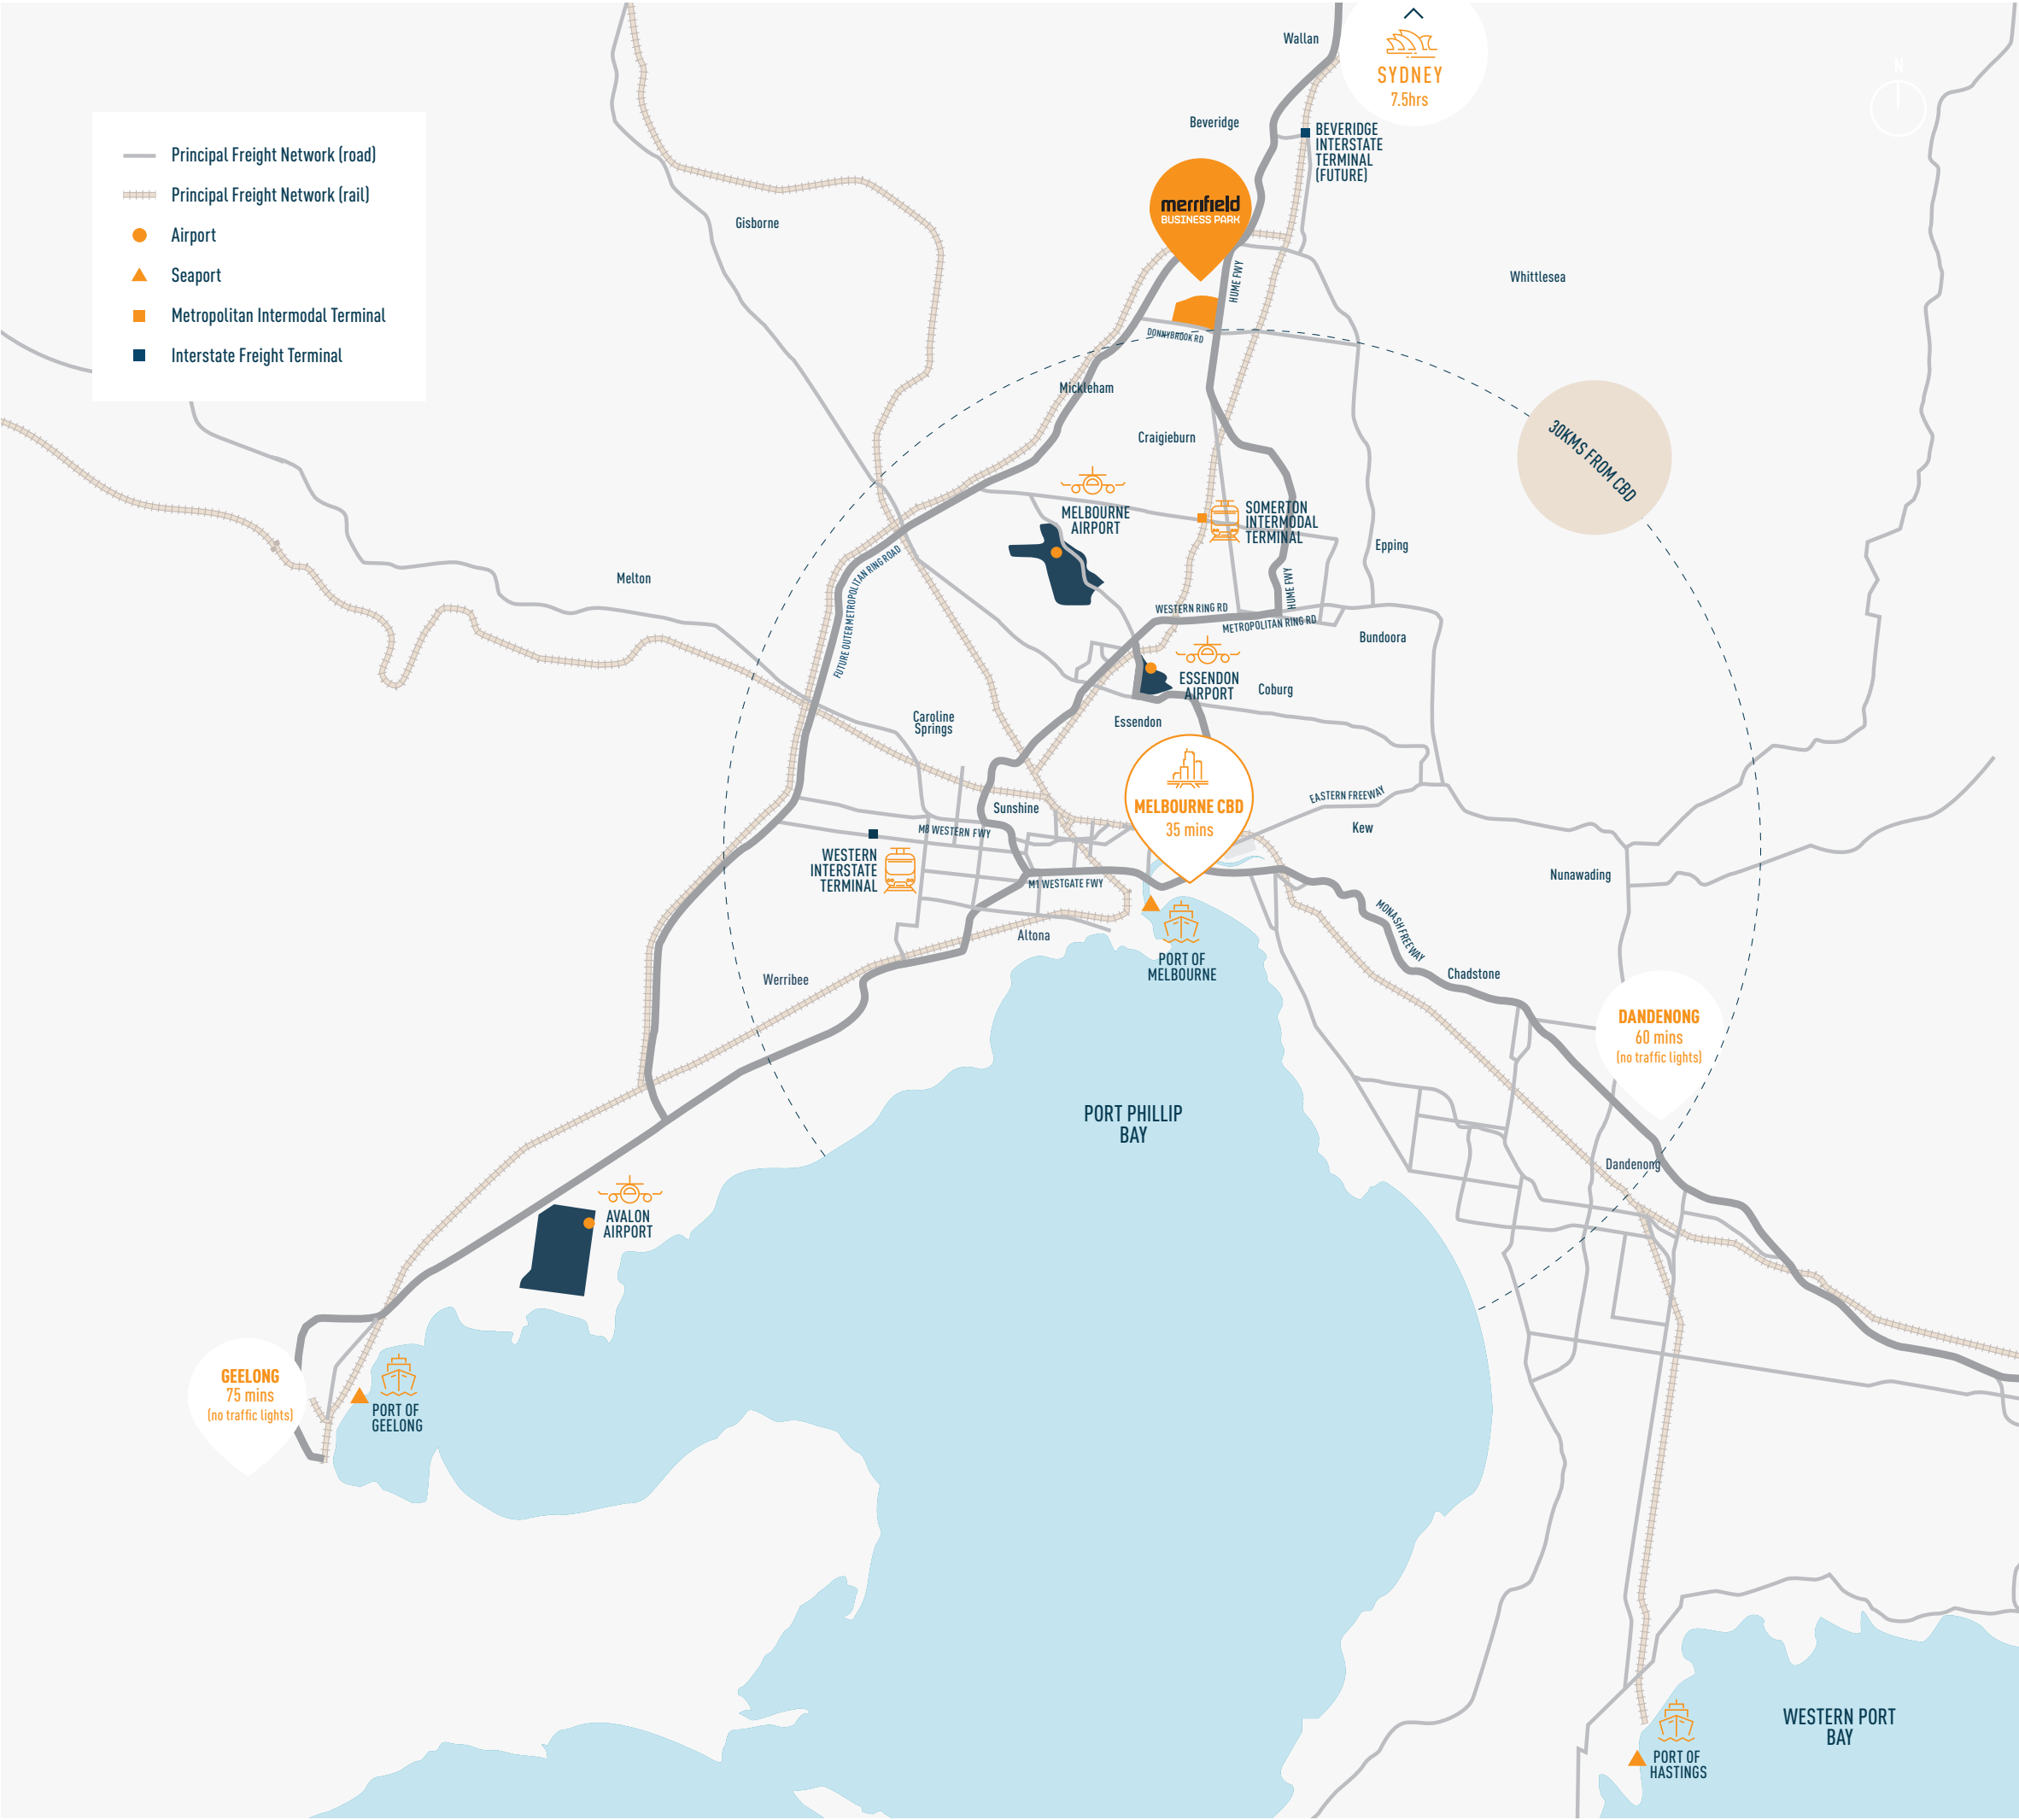 Wallan
SYDNEY
7.5hrs
N
Beveridge
BEVERIDGE
INTERSTATE
TERMINAL
(FUTURE)
Principal Freight Network (road)
Principal Freight Network (rail)
Airport
Seaport
Metropolitan Intermodal Terminal
Interstate Freight Terminal
merrifield
BUSINESS PARK
Gisborne
Whittlesea
HUME FWY
DONNYBROOK RD
Mickleham
Craigieburn
30KMS FROM CBD
MELBOURNE
AIRPORT
SOMERTON
INTERMODAL
TERMINAL
Epping
Melton
FUTURE OUTER METROPOLITAN RING ROAD
HUME FWY
WESTERN RING RD
METROPOLITAN RING RD
Bundoora
ESSENDON
AIRPORT
Coburg
Essendon
Caroline
Springs
MELBOURNE CBD
35 mins
EASTERN FREEWAY
Sunshine
M8 WESTERN FWY
Kew
WESTERN
INTERSTATE
TERMINAL
M1 WESTGATE FWY
Nunawading
MONASH FREEWAY
Altona
PORT OF
MELBOURNE
Chadstone
Werribee
DANDENONG
60 mins
(no traffic lights)
PORT PHILLIP
BAY
Dandenong
AVALON
AIRPORT
GEELONG
75 mins
(no traffic lights)
PORT OF
GEELONG
WESTERN PORT
BAY
PORT OF
HASTINGS